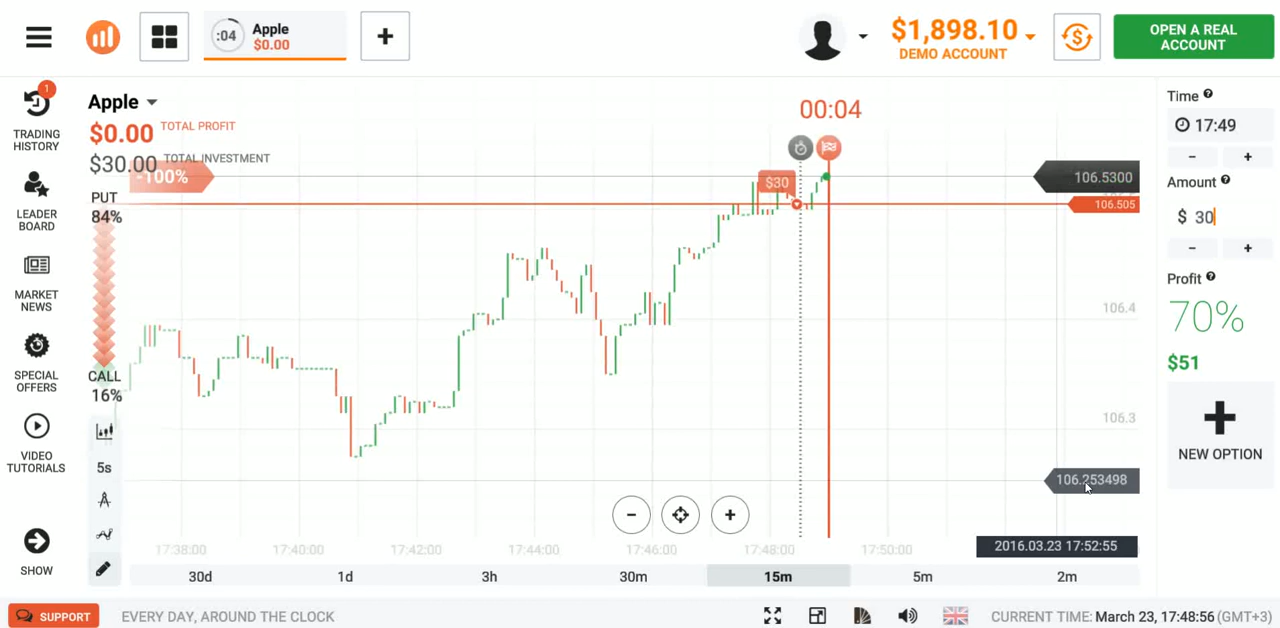 :04
Apple
$0.00
+
$1,898.10
DEMO ACCOUNT
$
OPEN A REAL
ACCOUNT
1
TRADING
HISTORY
LEADER
BOARD
MARKET
NEWS
SPECIAL
OFFERS
VIDEO
TUTORIALS
SHOW
Apple
$0.00 TOTAL PROFIT
$30.00 TOTAL INVESTMENT
-100%
PUT
84%
CALL
16%
5s
00:04
$30
106.5300
106.505
106.4
106.3
106.253498
- +
17:38:00 17:40:00 17:42:00 17:44:00 17:46:00 17:48:00 17:50:00
2016.03.23 17:52:55
30d 1d 3h 30m 15m 5m 2m
Time ?
17:49
- +
Amount ?
$ 30
- +
Profit ?
70%
$51
+
NEW OPTION
SUPPORT
EVERY DAY, AROUND THE CLOCK
CURRENT TIME: March 23, 17:48:56 (GMT+3)